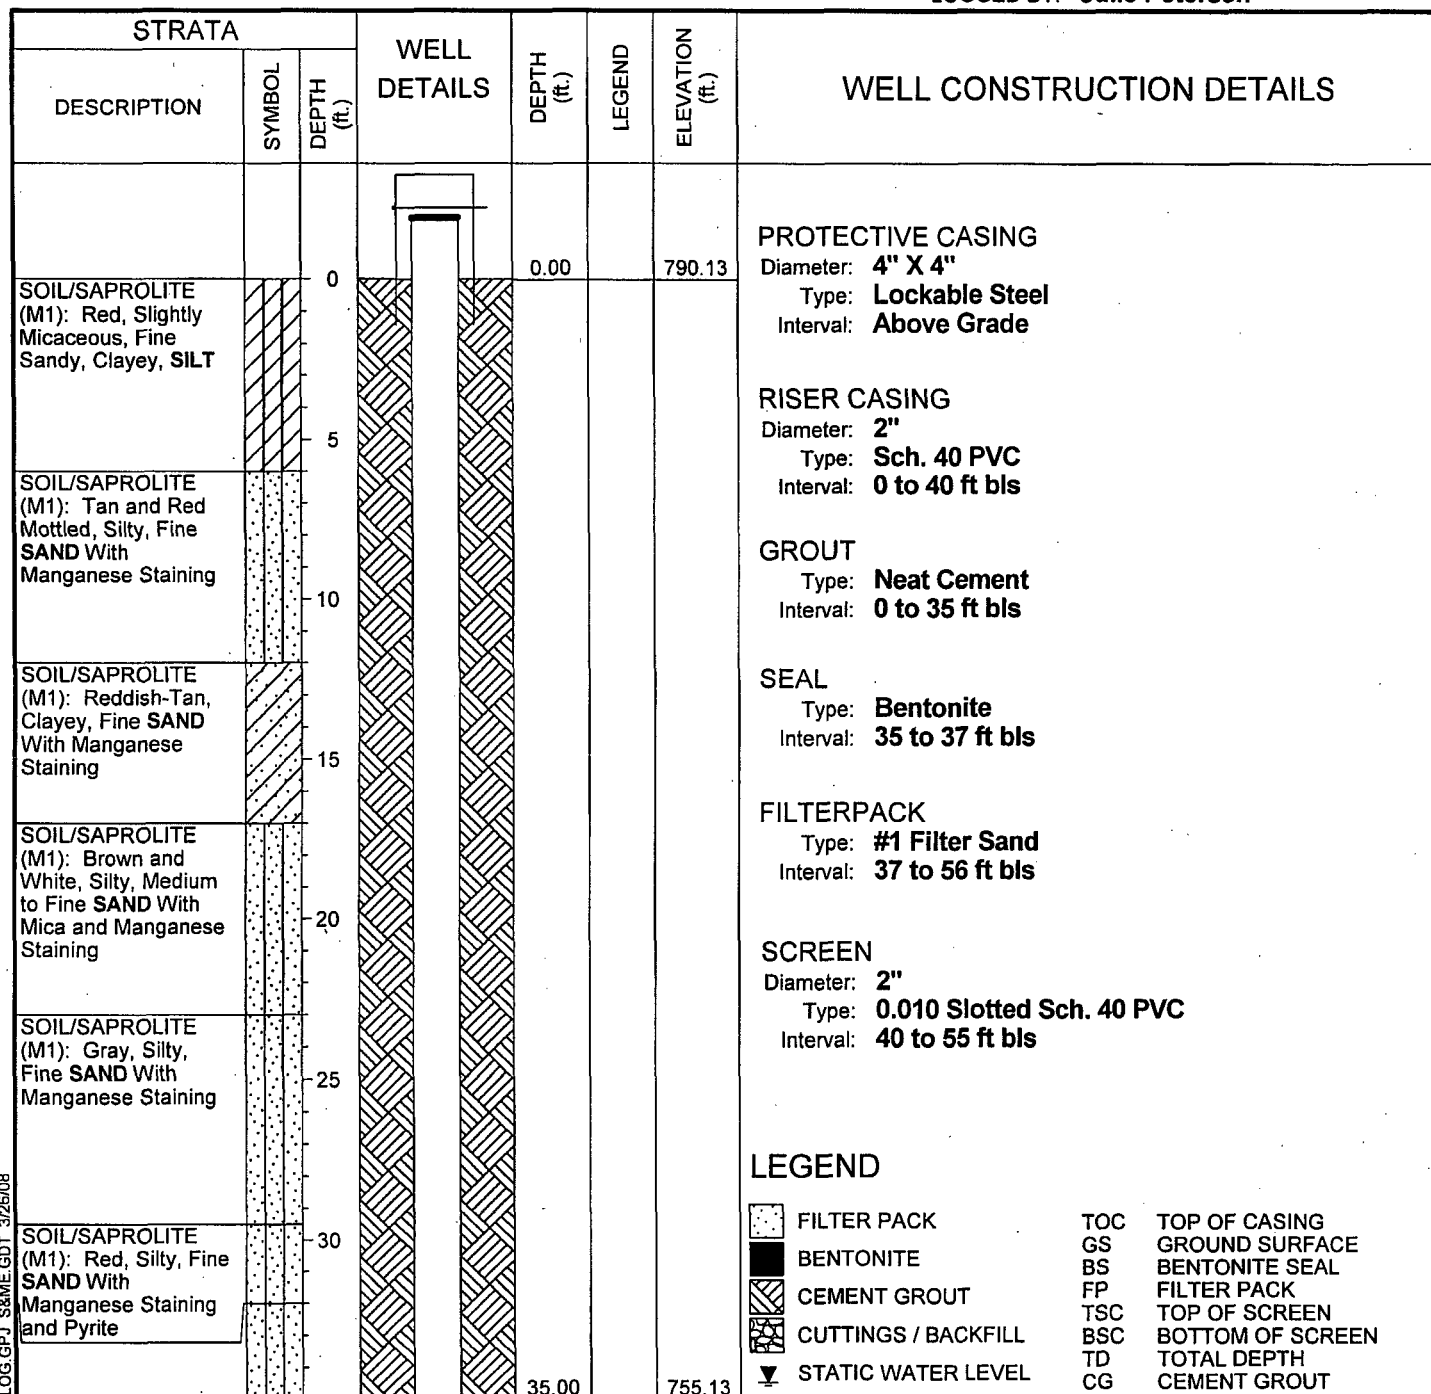 STRATA
DESCRIPTION
SYMBOL
DEPTH
(ft.)
WELL
DETAILS
DEPTH
(ft.)
LEGEND
ELEVATION
(ft.)
WELL CONSTRUCTION DETAILS
0.00
790.13
0
5
10
15
20
25
30
35.00
755.13
SOIL/SAPROLITE
(M1): Red, Slightly
Micaceous, Fine
Sandy, Clayey, SILT
SOIL/SAPROLITE
(M1): Tan and Red
Mottled, Silty, Fine
SAND With
Manganese Staining
SOIL/SAPROLITE
(M1): Reddish-Tan,
Clayey, Fine SAND
With Manganese
Staining
SOIL/SAPROLITE
(M1): Brown and
White, Silty, Medium
to Fine SAND With
Mica and Manganese
Staining
SOIL/SAPROLITE
(M1): Gray, Silty,
Fine SAND With
Manganese Staining
SOIL/SAPROLITE
(M1): Red, Silty, Fine
SAND With
Manganese Staining
and Pyrite
PROTECTIVE CASING
Diameter: 4" X 4"
Type: Lockable Steel
Interval: Above Grade
RISER CASING
Diameter: 2"
Type: Sch. 40 PVC
Interval: 0 to 40 ft bls
GROUT
Type: Neat Cement
Interval: 0 to 35 ft bls
SEAL
Type: Bentonite
Interval: 35 to 37 ft bls
FILTERPACK
Type: #1 Filter Sand
Interval: 37 to 56 ft bls
SCREEN
Diameter: 2"
Type: 0.010 Slotted Sch. 40 PVC
Interval: 40 to 55 ft bls
LEGEND
FILTER PACK
BENTONITE
CEMENT GROUT
CUTTINGS / BACKFILL
STATIC WATER LEVEL
TOC TOP OF CASING
GS GROUND SURFACE
BS BENTONITE SEAL
FP FILTER PACK
TSC TOP OF SCREEN
BSC BOTTOM OF SCREEN
TD TOTAL DEPTH
CG CEMENT GROUT
LOG.GPJ S&ME.GDT 3/26/08